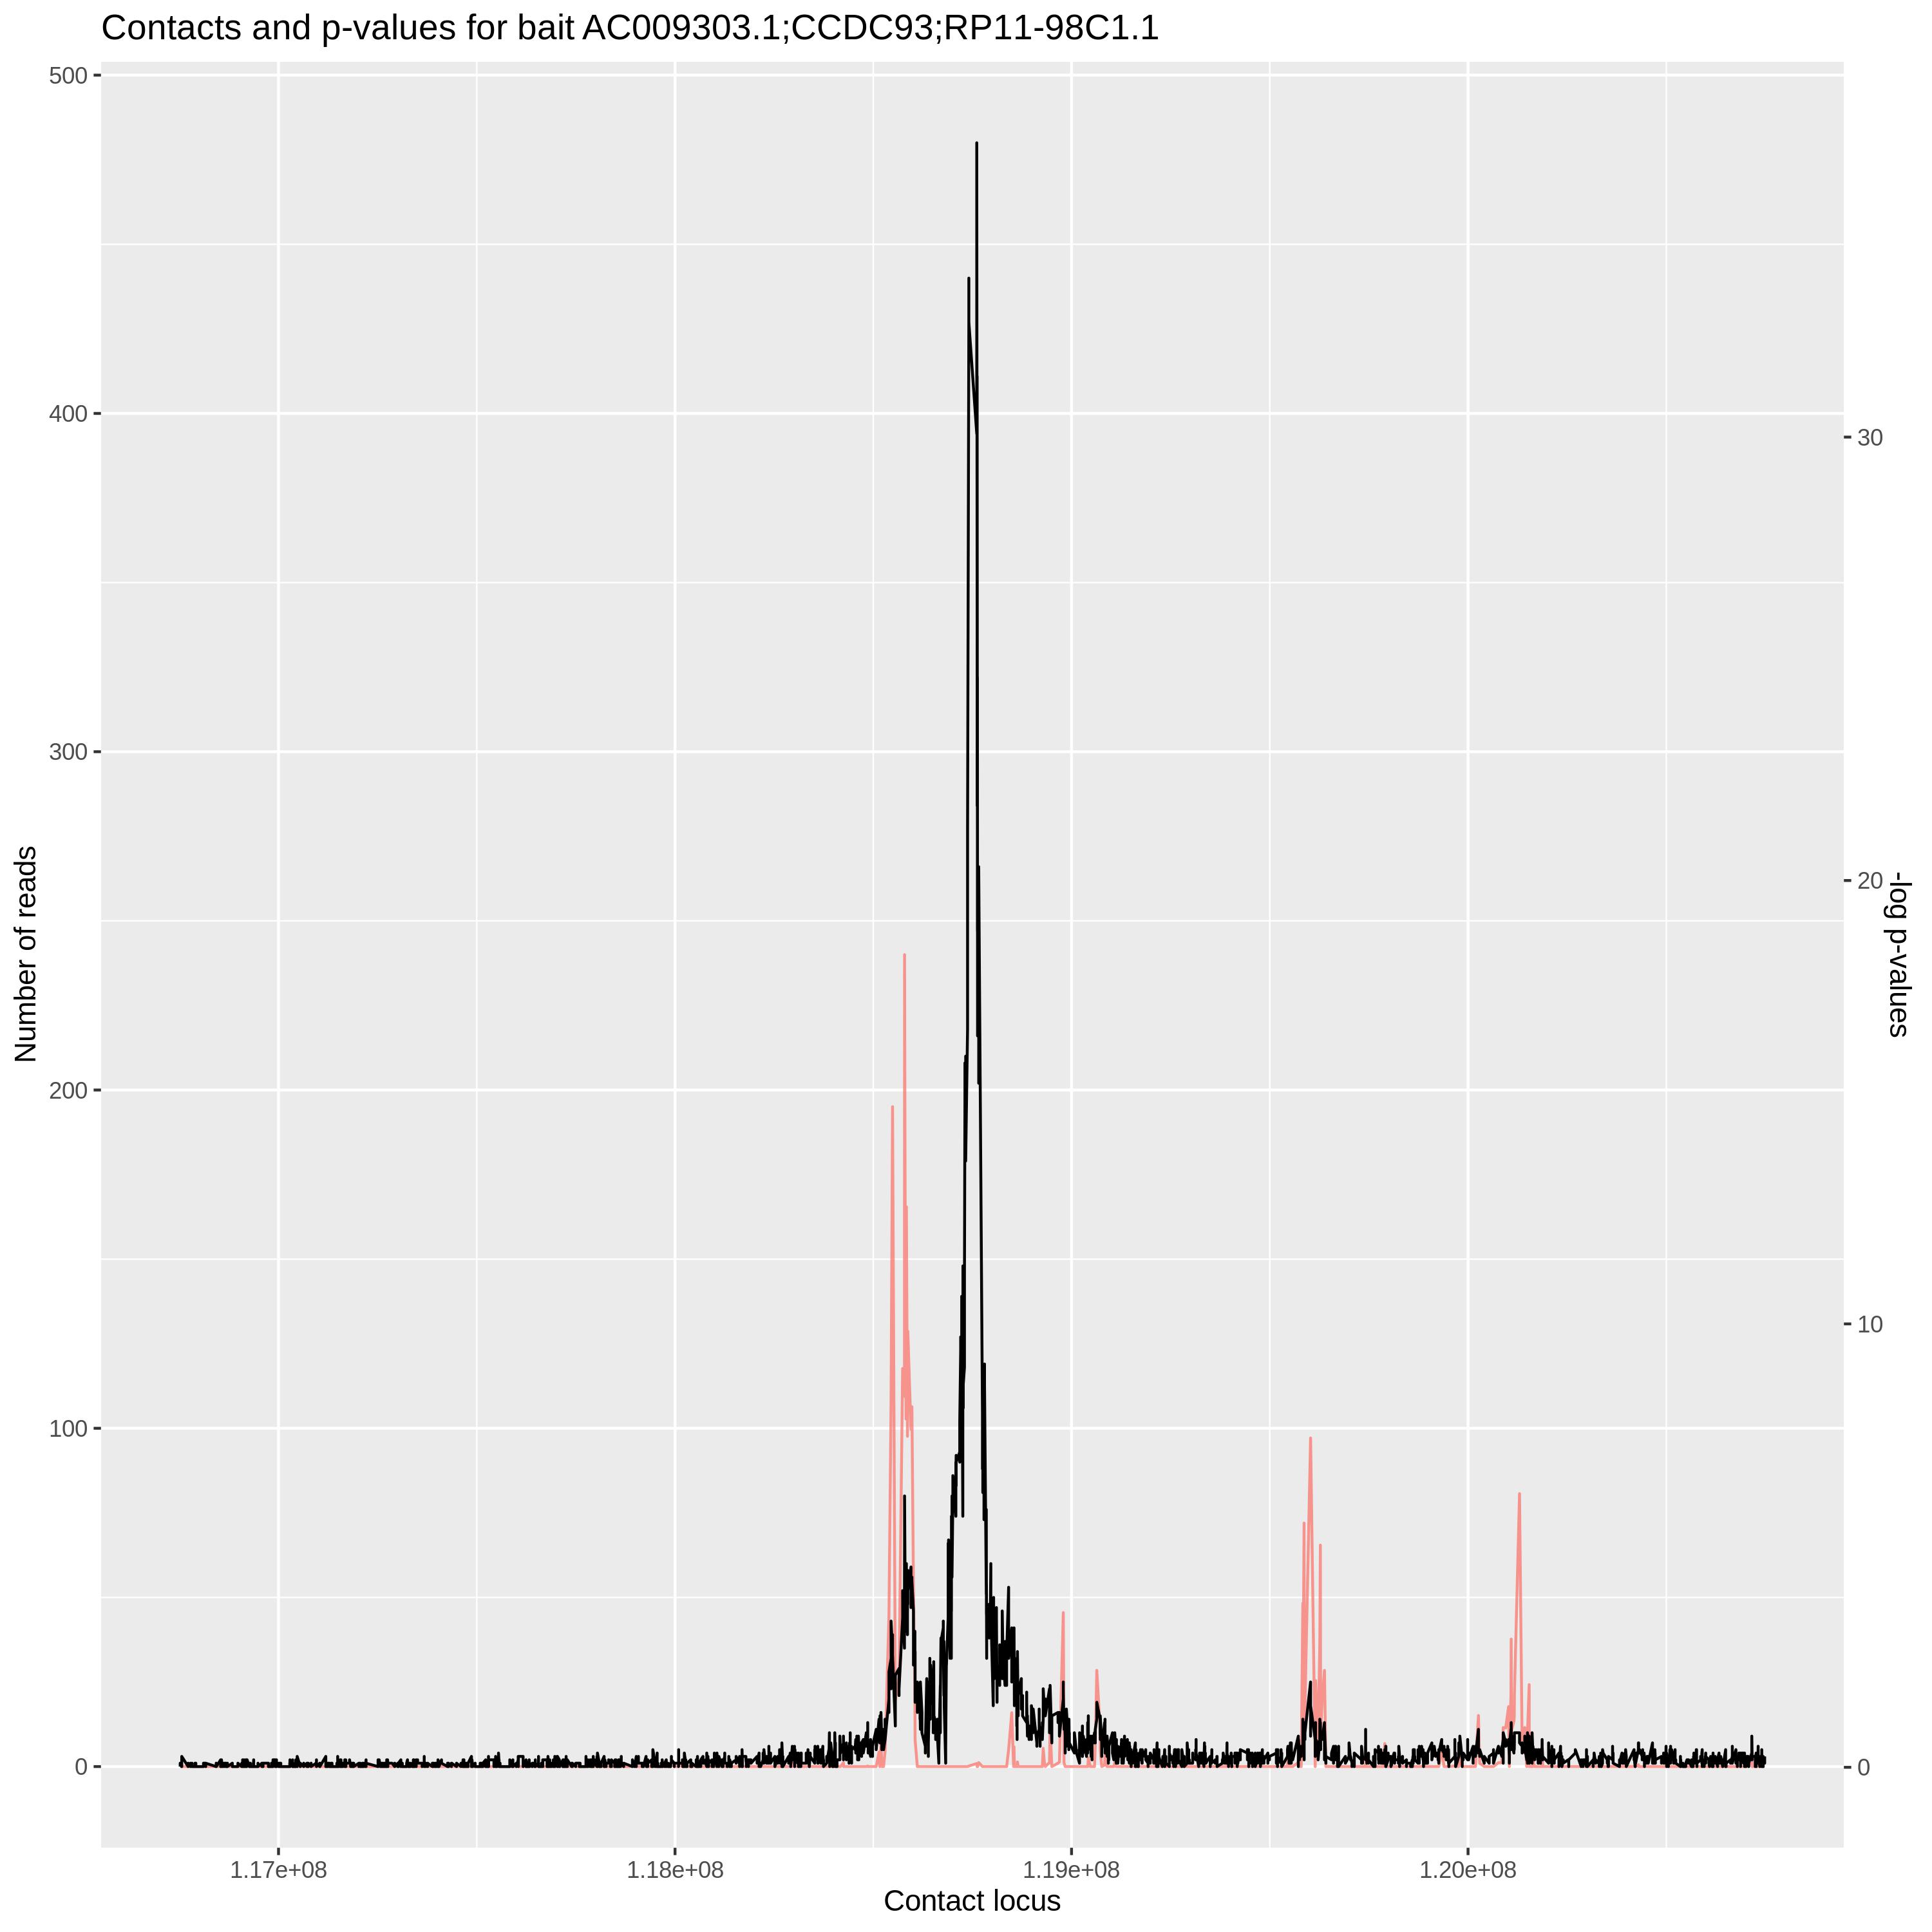 Contacts and p-values for bait AC009303.1;CCDC93;RP11-98C1.1
500
400
300
200
100
0
Number of reads
30
20
10
0
-log p-values
1.17e+08
1.18e+08
1.19e+08
1.20e+08
Contact locus